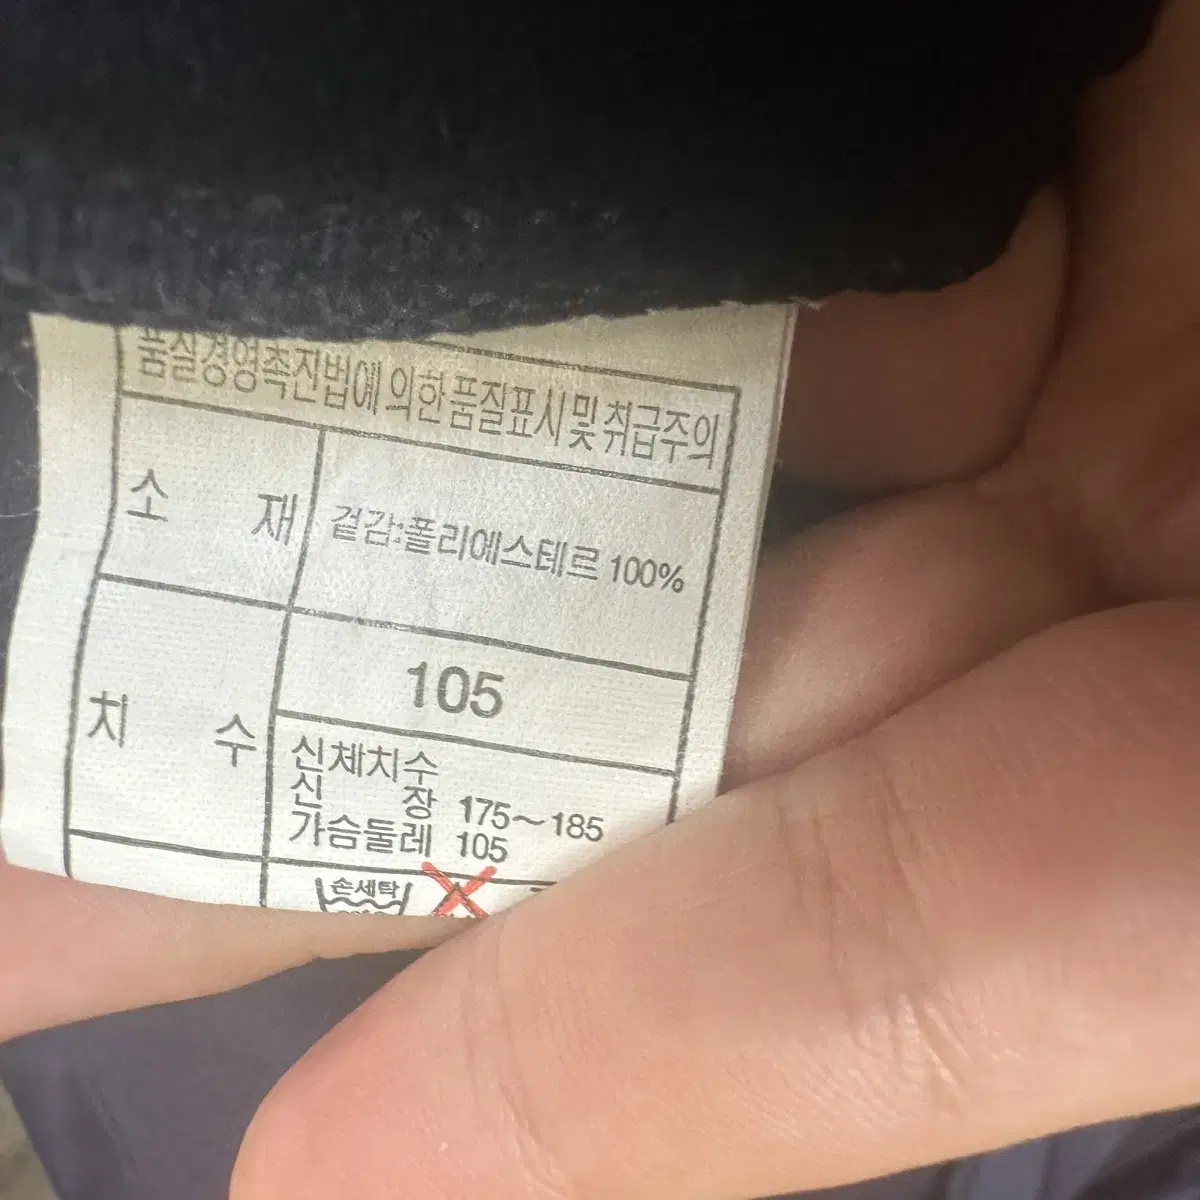 품질경영촉진법에 의한 품질표시 및 취급주의
소 재
겉감:폴리에스테르 100%
치 수
105
신체치수
신 장 175~185
가슴둘레 105
손세탁